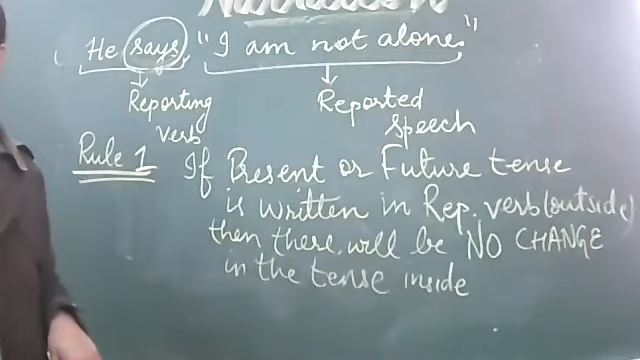 Narration
He says, "I am not alone."
Reporting verb
Reported speech
Rule 1 If Present or Future tense
is written in Rep. verb (outside)
then there will be NO CHANGE
in the tense inside